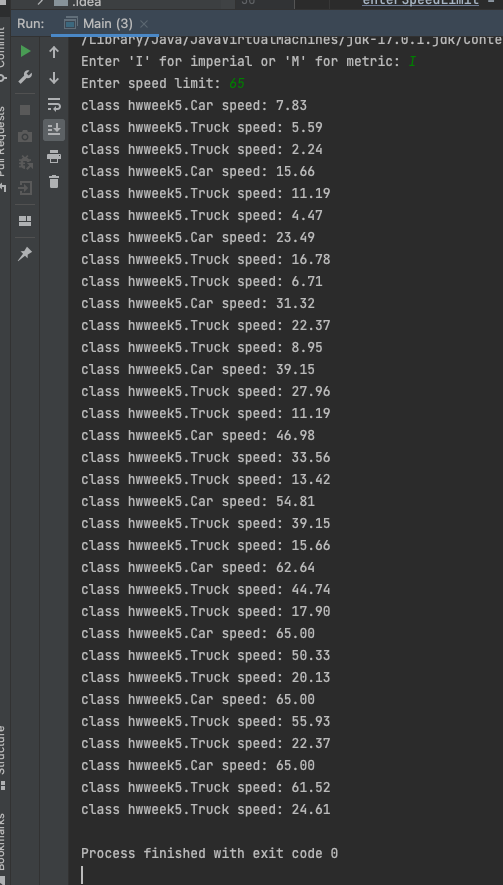 .idea
enterSpeedLimit =
Run: Main (3) ×
/Library/Java/JavaVirtualMachines/jdk-17.0.1.jdk/Conte
Enter 'I' for imperial or 'M' for metric: I
Enter speed limit: 65
class hwweek5.Car speed: 7.83
class hwweek5.Truck speed: 5.59
class hwweek5.Truck speed: 2.24
class hwweek5.Car speed: 15.66
class hwweek5.Truck speed: 11.19
class hwweek5.Truck speed: 4.47
class hwweek5.Car speed: 23.49
class hwweek5.Truck speed: 16.78
class hwweek5.Truck speed: 6.71
class hwweek5.Car speed: 31.32
class hwweek5.Truck speed: 22.37
class hwweek5.Truck speed: 8.95
class hwweek5.Car speed: 39.15
class hwweek5.Truck speed: 27.96
class hwweek5.Truck speed: 11.19
class hwweek5.Car speed: 46.98
class hwweek5.Truck speed: 33.56
class hwweek5.Truck speed: 13.42
class hwweek5.Car speed: 54.81
class hwweek5.Truck speed: 39.15
class hwweek5.Truck speed: 15.66
class hwweek5.Car speed: 62.64
class hwweek5.Truck speed: 44.74
class hwweek5.Truck speed: 17.90
class hwweek5.Car speed: 65.00
class hwweek5.Truck speed: 50.33
class hwweek5.Truck speed: 20.13
class hwweek5.Car speed: 65.00
class hwweek5.Truck speed: 55.93
class hwweek5.Truck speed: 22.37
class hwweek5.Car speed: 65.00
class hwweek5.Truck speed: 61.52
class hwweek5.Truck speed: 24.61
Process finished with exit code 0
Commit
Pull Requests
Structure
Bookmarks